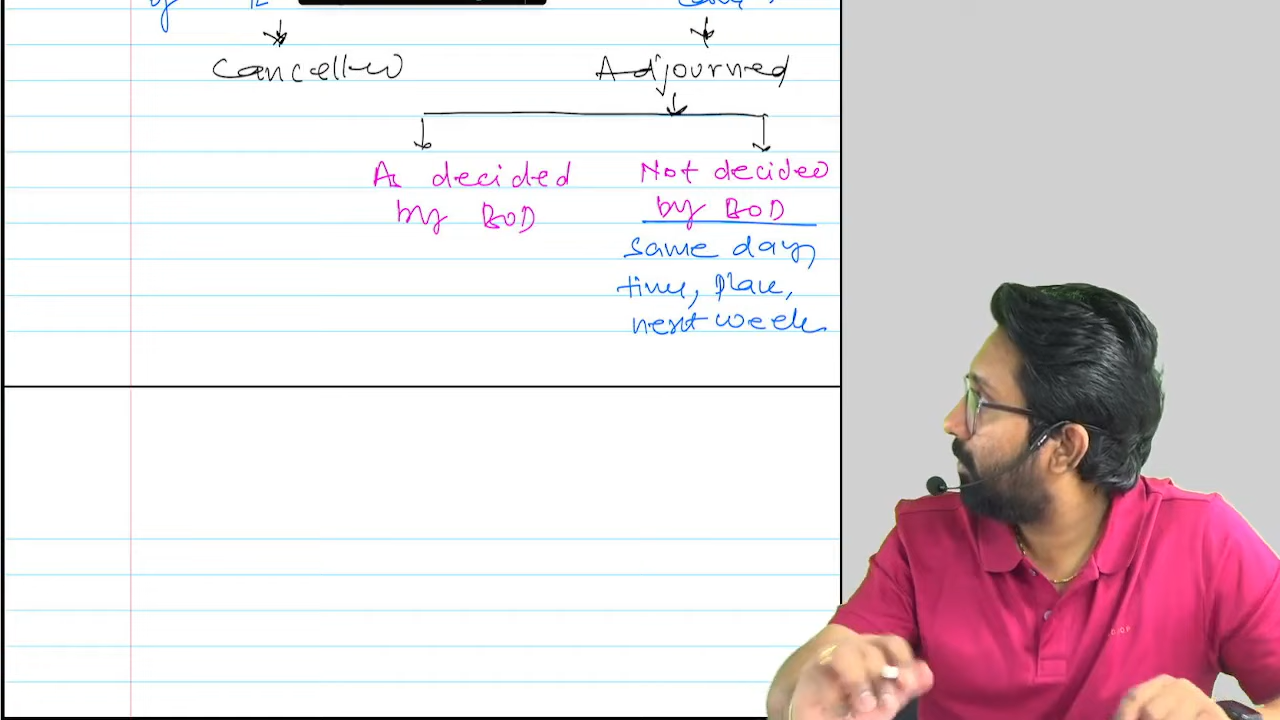 Cancelled
Adjourned
As decided
by BOD
Not decided
by BOD
same day,
time, place,
next week